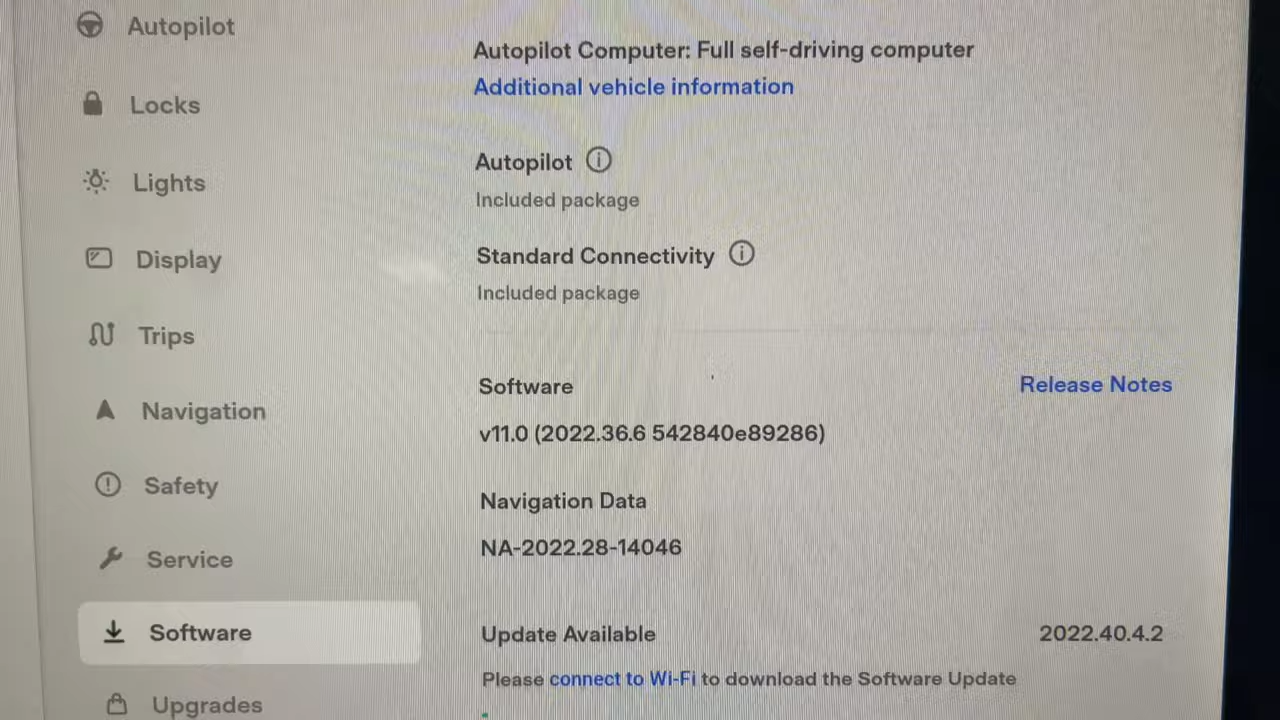 Autopilot
Locks
Lights
Display
Trips
Navigation
Safety
Service
Software
Upgrades
Autopilot Computer: Full self-driving computer
Additional vehicle information
Autopilot
Included package
Standard Connectivity
Included package
Software
Release Notes
v11.0 (2022.36.6 542840e89286)
Navigation Data
NA-2022.28-14046
Update Available
2022.40.4.2
Please connect to Wi-Fi to download the Software Update